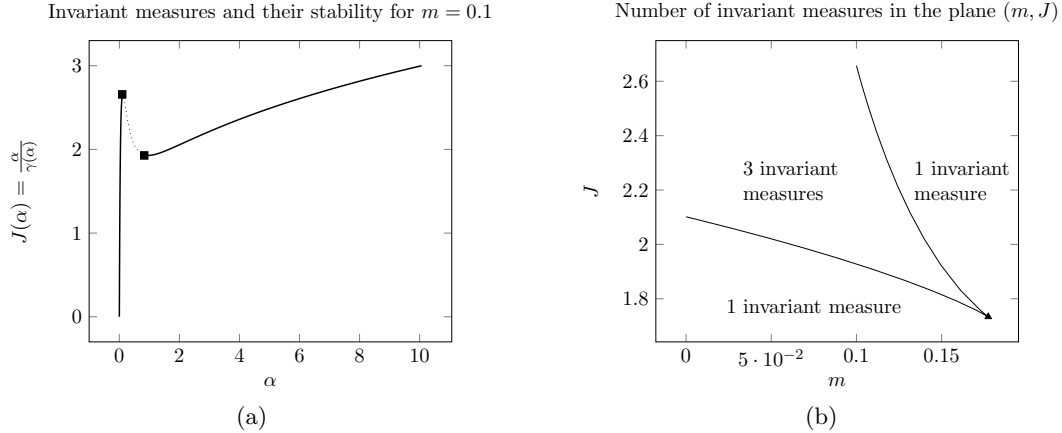 Invariant measures and their stability for m = 0.1
3
2
1
0
J(α) = α/γ(α)
0 2 4 6 8 10
α
(a)
Number of invariant measures in the plane (m, J)
2.6
2.4
2.2
2
1.8
J
3 invariant
measures
1 invariant
measure
1 invariant measure
0 5 · 10⁻² 0.1 0.15
m
(b)